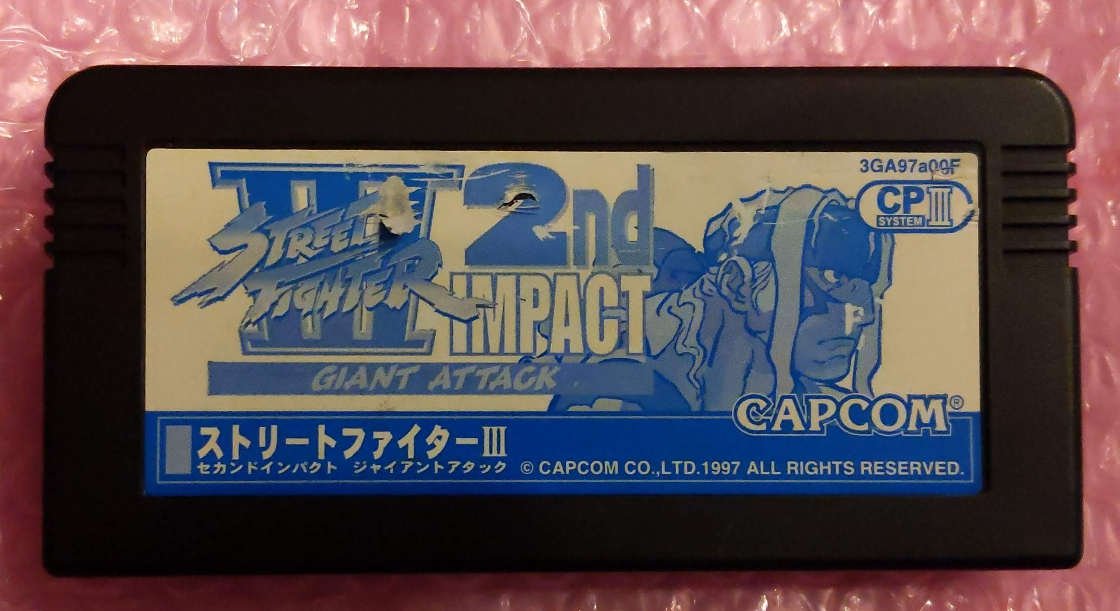 3GA97a00F
CP III
SYSTEM
III
STREET
FIGHTER
2nd
IMPACT
GIANT ATTACK
CAPCOM®
ストリートファイターIII
セカンドインパクト ジャイアントアタック © CAPCOM CO.,LTD.1997 ALL RIGHTS RESERVED.